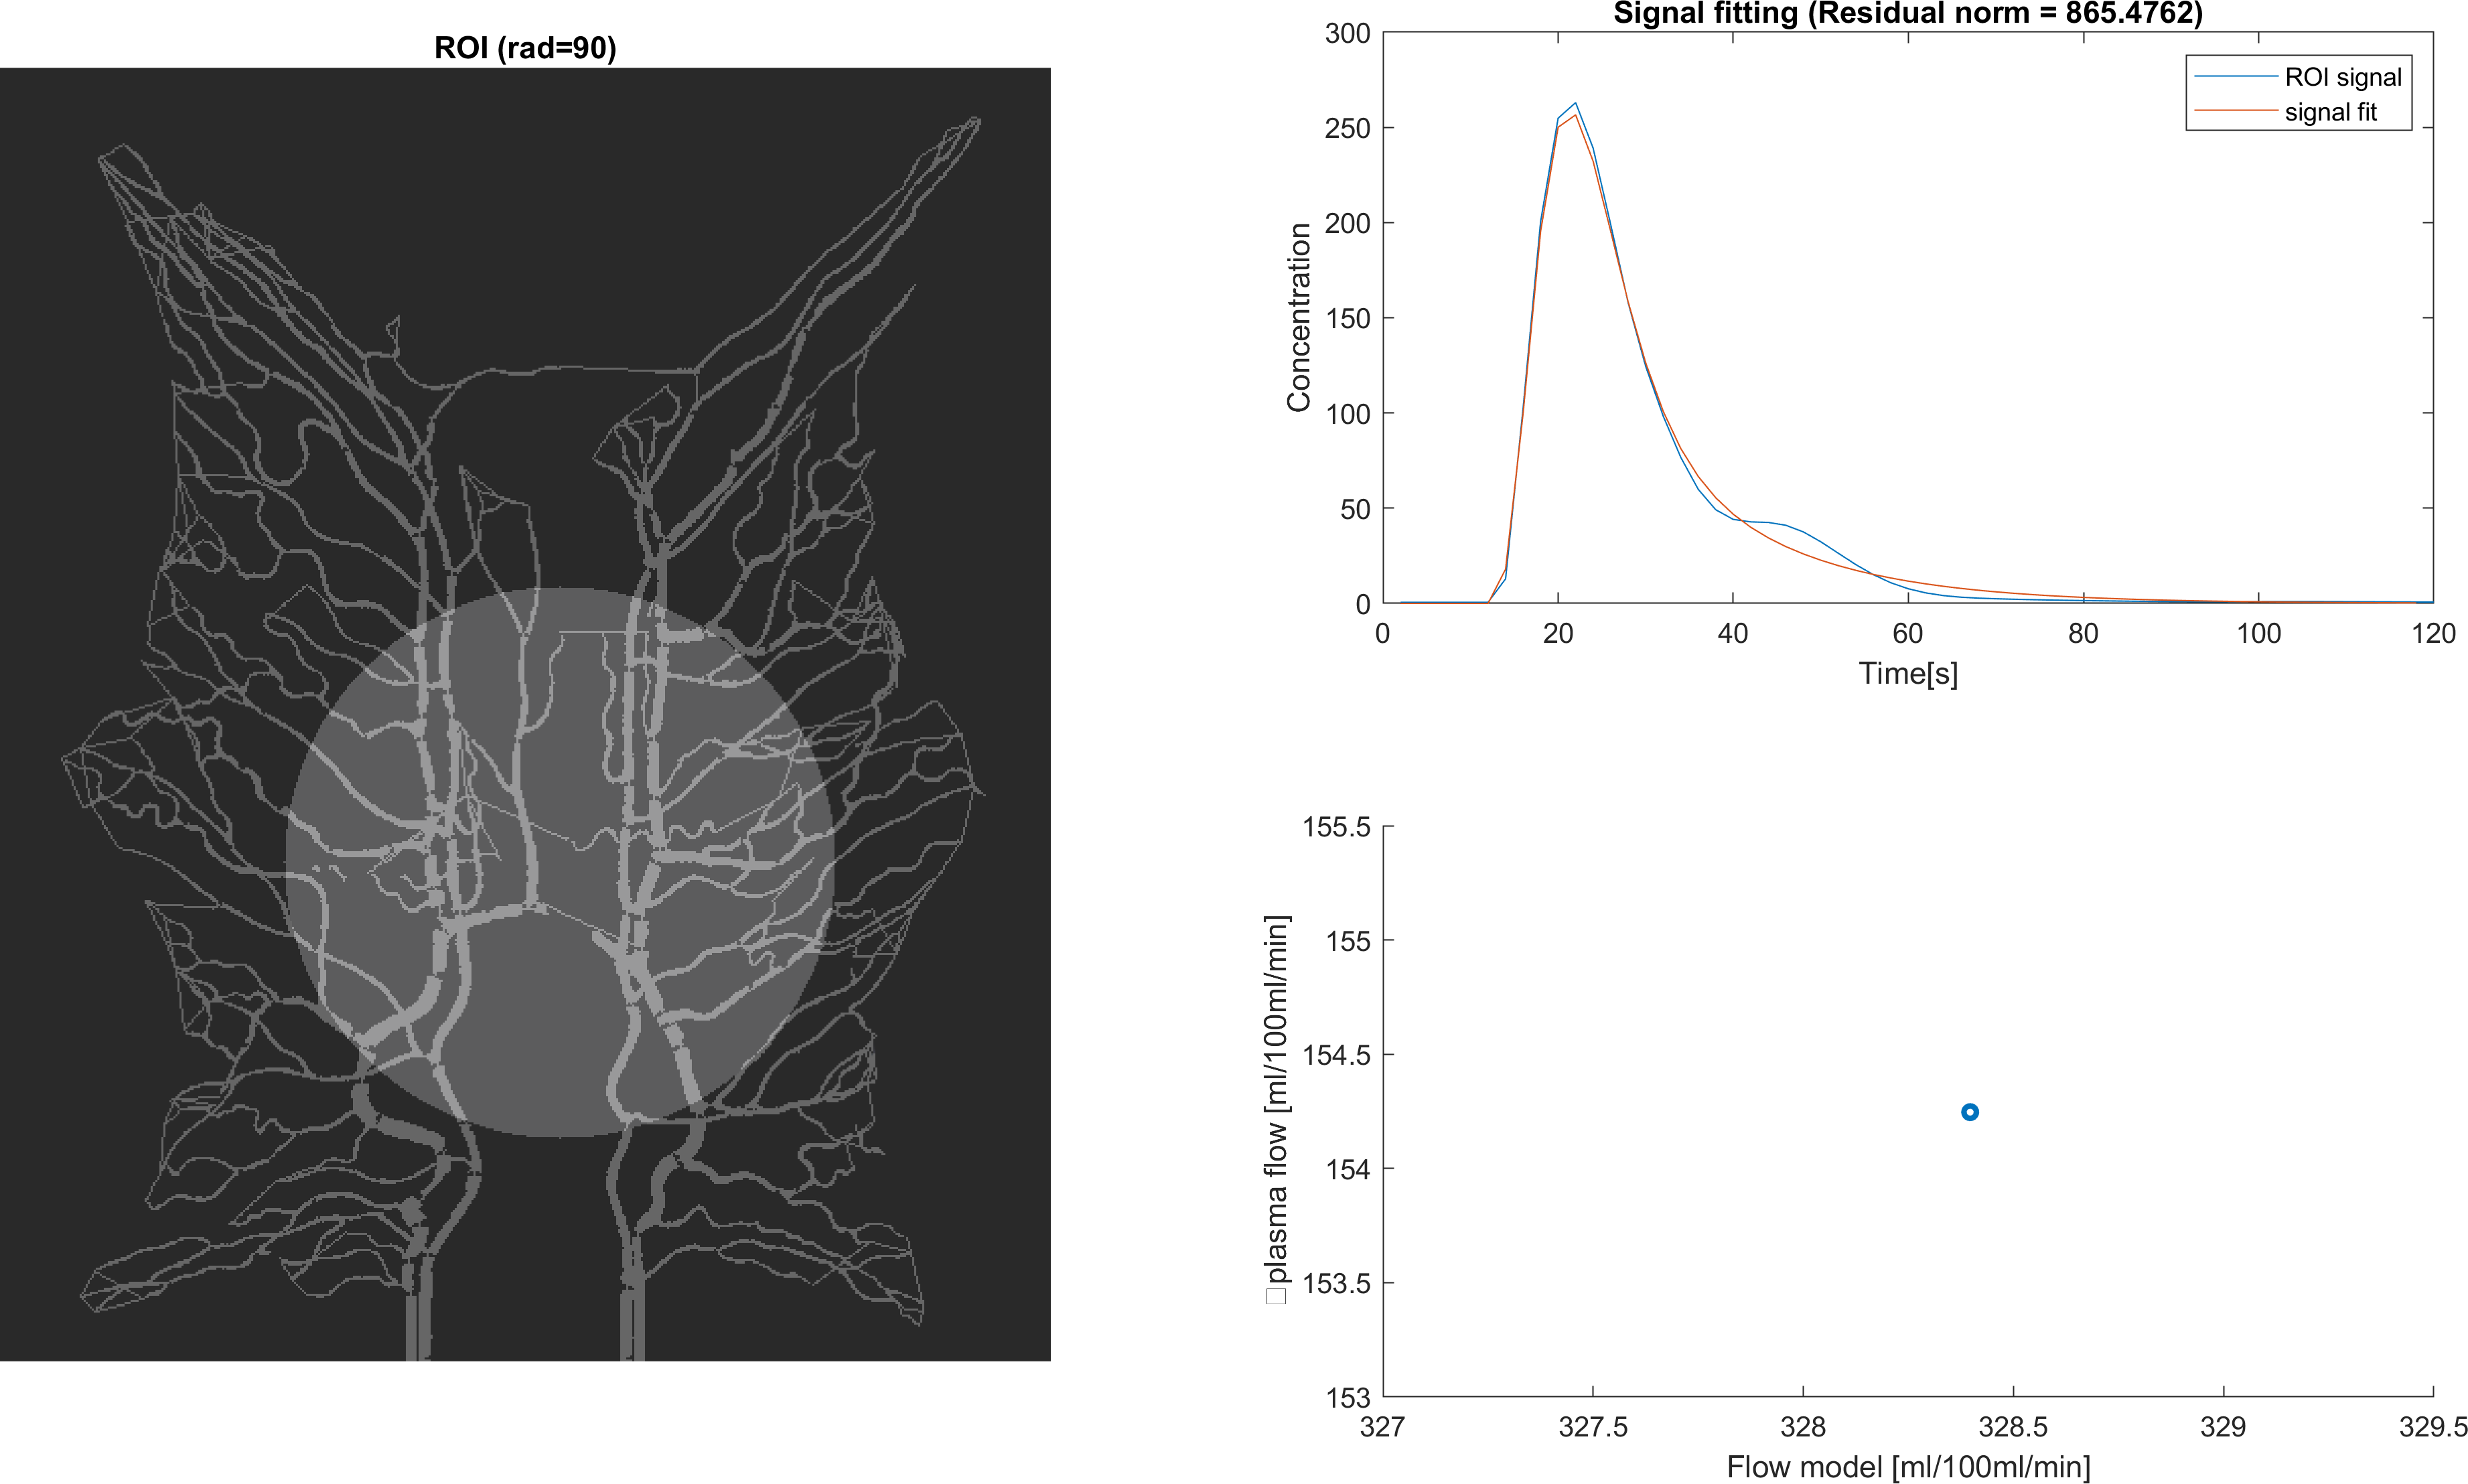 ROI (rad=90)
Signal fitting (Residual norm = 865.4762)
300
250
200
150
100
50
0
Concentration
ROI signal
signal fit
0 20 40 60 80 100 120
Time[s]
155.5
155
154.5
154
153.5
153
□plasma flow [ml/100ml/min]
327 327.5 328 328.5 329 329.5
Flow model [ml/100ml/min]